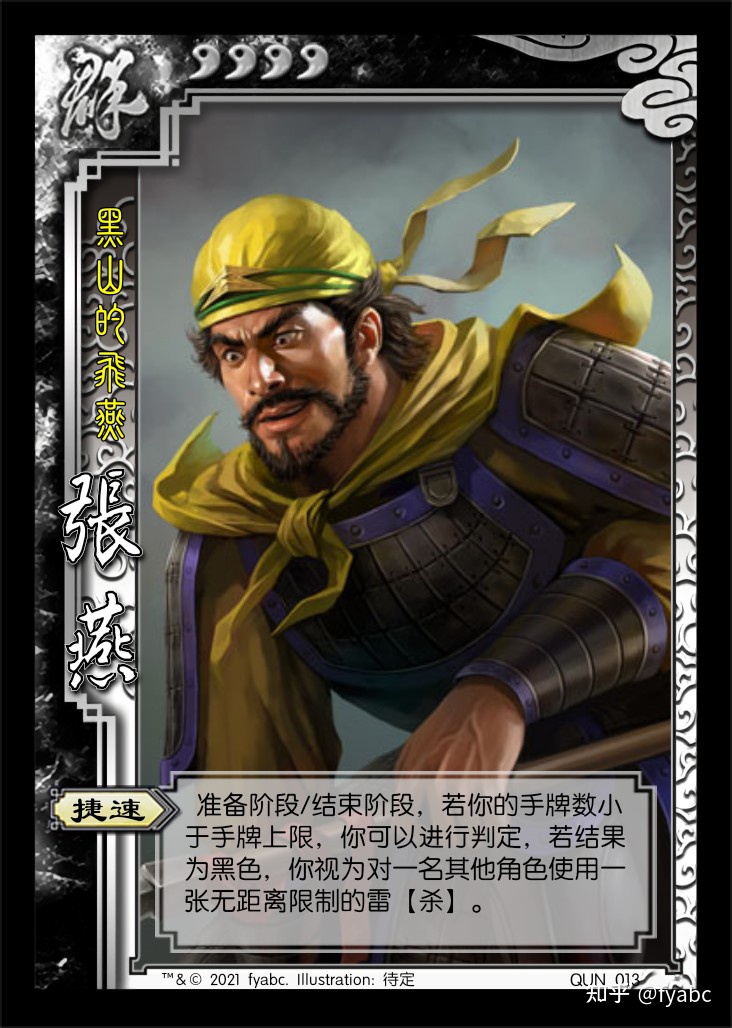 群
黑山的飛燕
張燕
捷速
准备阶段/结束阶段，若你的手牌数小
于手牌上限，你可以进行判定，若结果
为黑色，你视为对一名其他角色使用一
张无距离限制的雷【杀】。
™&© 2021 fyabc. Illustration: 待定
QUN 013
知乎 @fyabc